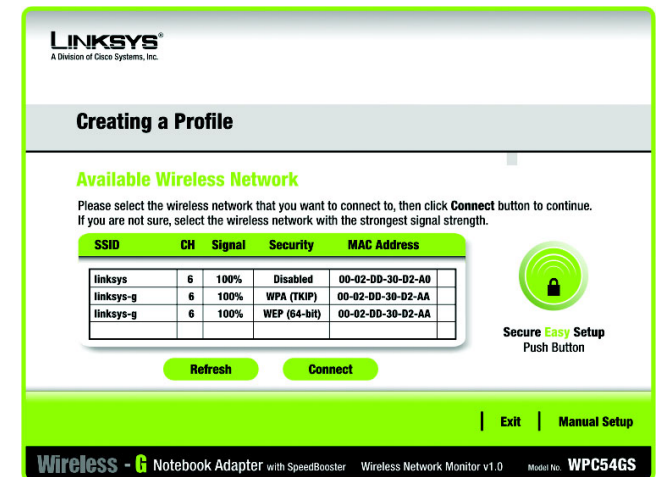 LINKSYS®
A Division of Cisco Systems, Inc.
Creating a Profile
Available Wireless Network
Please select the wireless network that you want to connect to, then click Connect button to continue.
If you are not sure, select the wireless network with the strongest signal strength.
SSID CH Signal Security MAC Address
linksys 6 100% Disabled 00-02-DD-30-D2-A0
linksys-g 6 100% WPA (TKIP) 00-02-DD-30-D2-AA
linksys-g 6 100% WEP (64-bit) 00-02-DD-30-D2-AA
Secure Easy Setup
Push Button
Refresh Connect
Exit Manual Setup
Wireless - G Notebook Adapter with SpeedBooster Wireless Network Monitor v1.0 Model No. WPC54GS